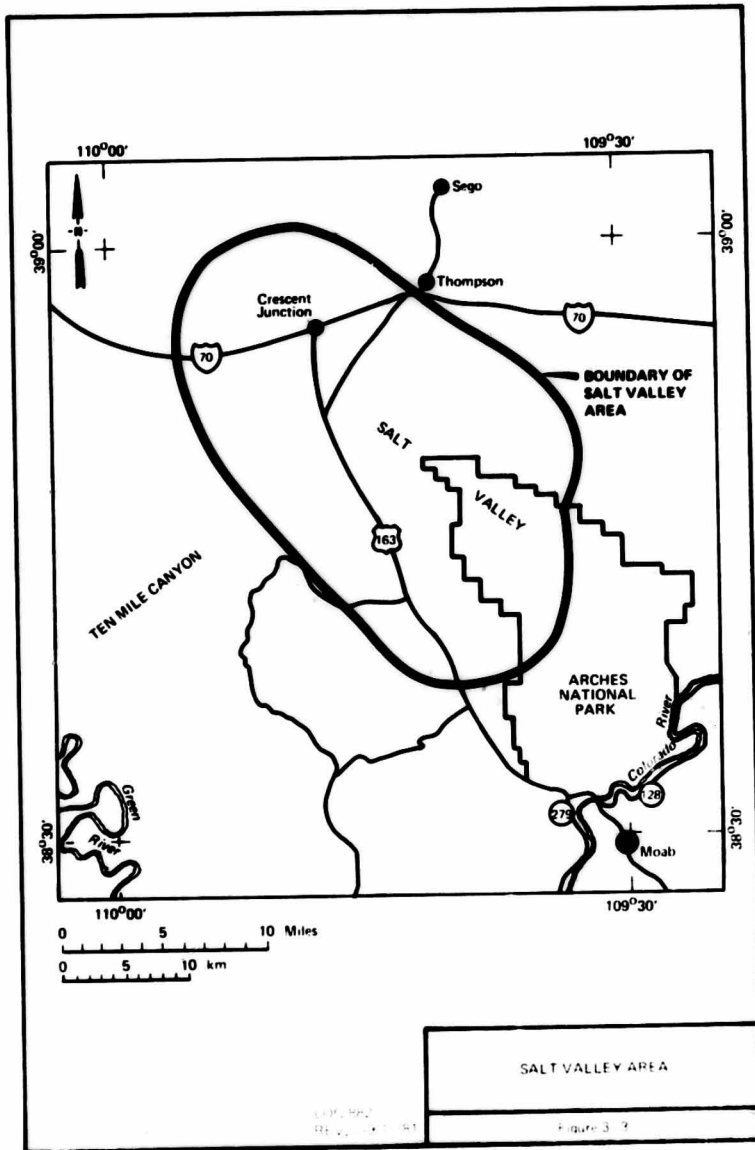 110°00'
109°30'
39°00'
39°00'
Sego
Thompson
Crescent
Junction
70
70
BOUNDARY OF
SALT VALLEY
AREA
SALT
VALLEY
163
TEN MILE CANYON
ARCHES
NATIONAL
PARK
Colorado
River
128
279
Green
River
Moab
38°30'
38°30'
110°00'
109°30'
0 5 10 Miles
0 5 10 km
SALT VALLEY AREA
Figure 3